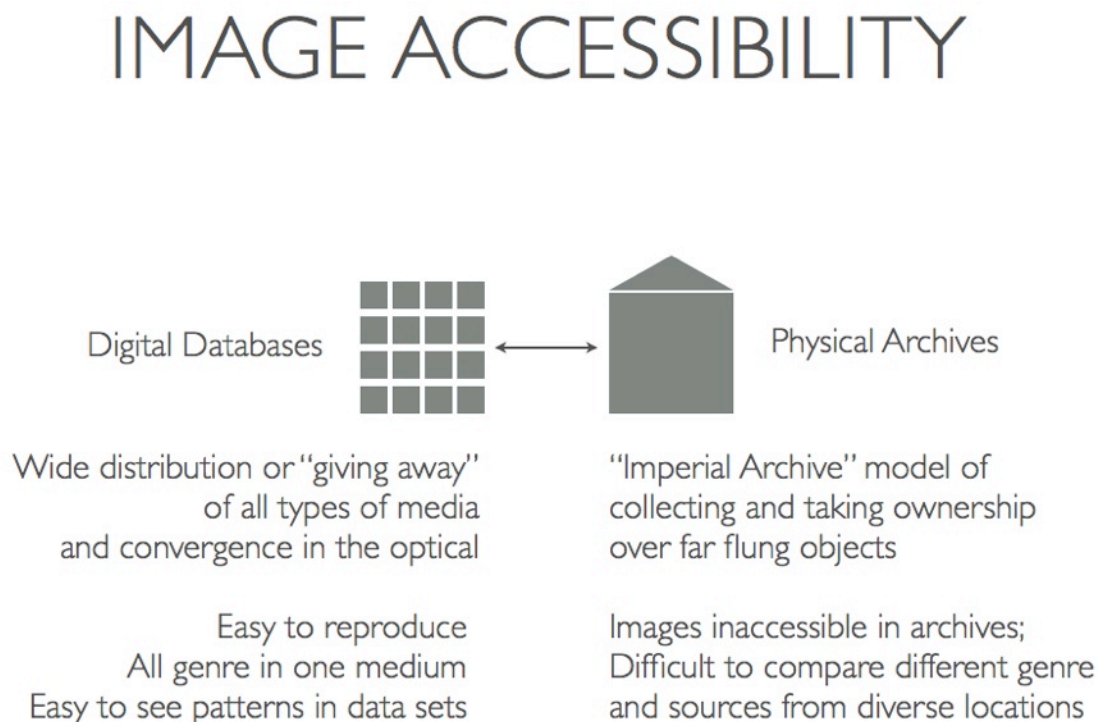 IMAGE ACCESSIBILITY
Digital Databases
Physical Archives
Wide distribution or “giving away”
of all types of media
and convergence in the optical
Easy to reproduce
All genre in one medium
Easy to see patterns in data sets
“Imperial Archive” model of
collecting and taking ownership
over far flung objects
Images inaccessible in archives;
Difficult to compare different genre
and sources from diverse locations